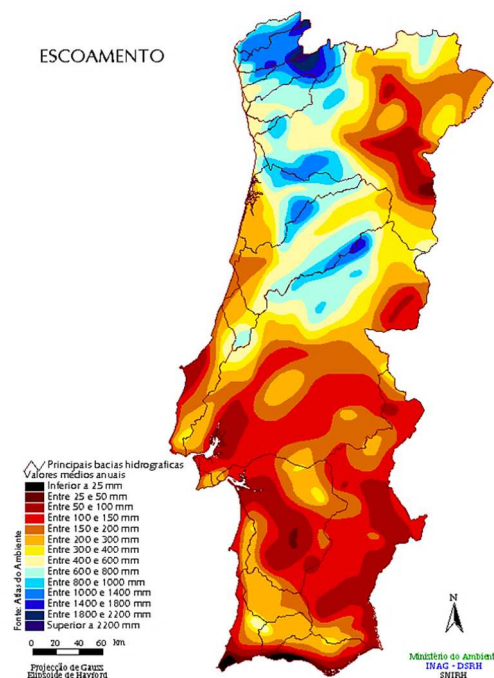 ESCOAMENTO
Principais bacias hidrograficas
Valores médios anuais
Inferior a 25 mm
Entre 25 e 50 mm
Entre 50 e 100 mm
Entre 100 e 150 mm
Entre 150 e 200 mm
Entre 200 e 300 mm
Entre 300 e 400 mm
Entre 400 e 600 mm
Entre 600 e 800 mm
Entre 800 e 1000 mm
Entre 1000 e 1400 mm
Entre 1400 e 1800 mm
Entre 1800 e 2200 mm
Superior a 2200 mm
Fonte: Atlas do Ambiente
0 20 40 60 km
Projecção de Gauss
Elipsoide de Hayford
N
Ministério do Ambient
INAG - DSRH
SNIRH